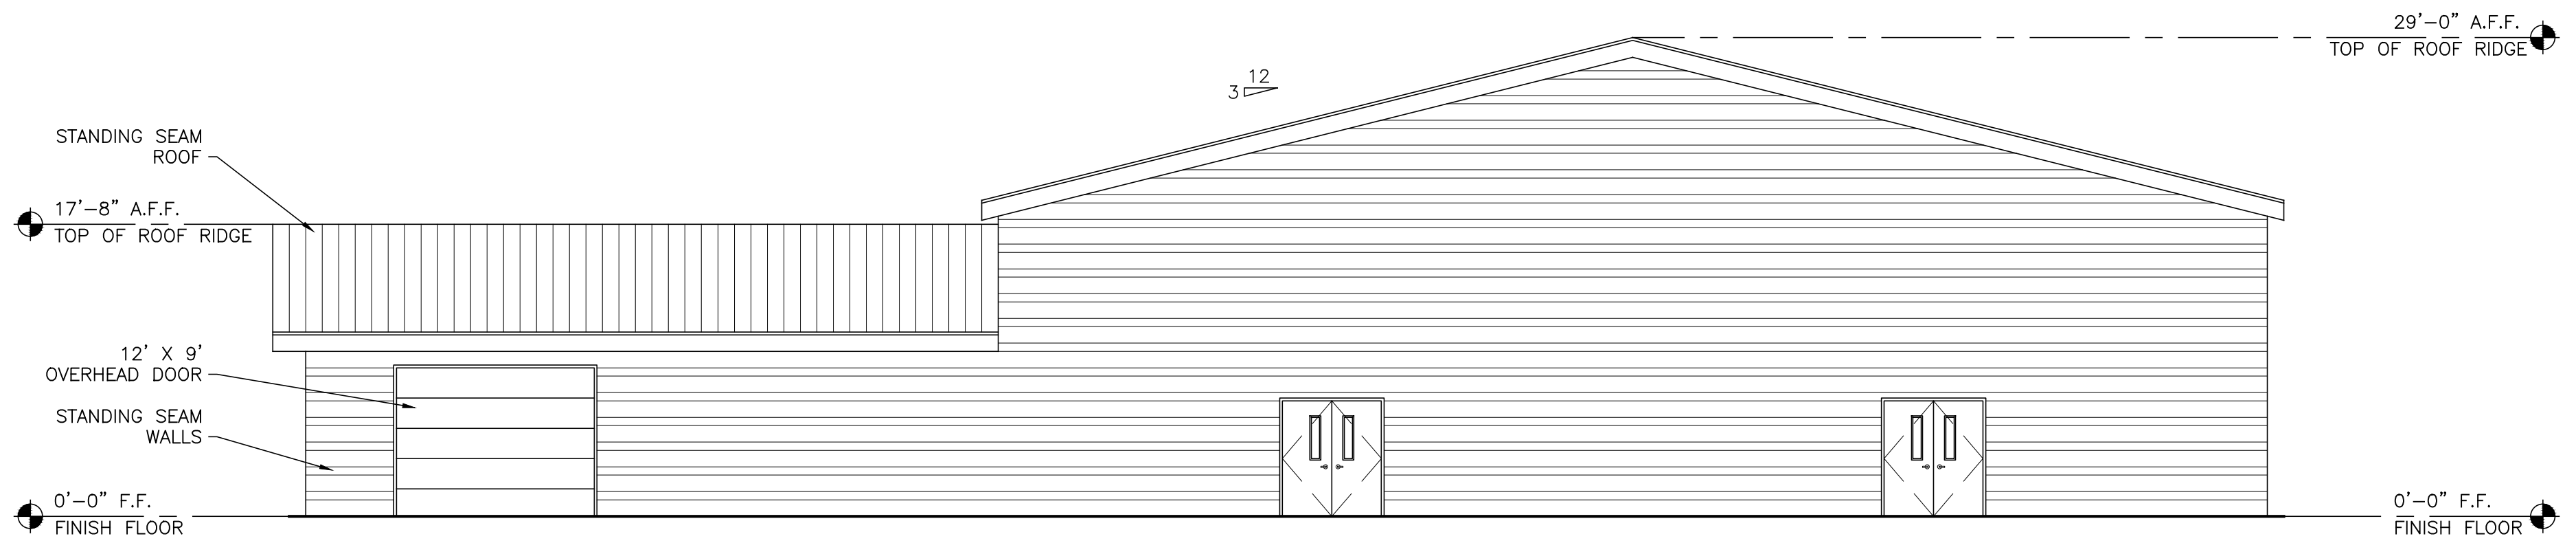 29'-0" A.F.F.
TOP OF ROOF RIDGE
12
3
STANDING SEAM
ROOF
17'-8" A.F.F.
TOP OF ROOF RIDGE
12' X 9'
OVERHEAD DOOR
STANDING SEAM
WALLS
0'-0" F.F.
FINISH FLOOR
0'-0" F.F.
FINISH FLOOR